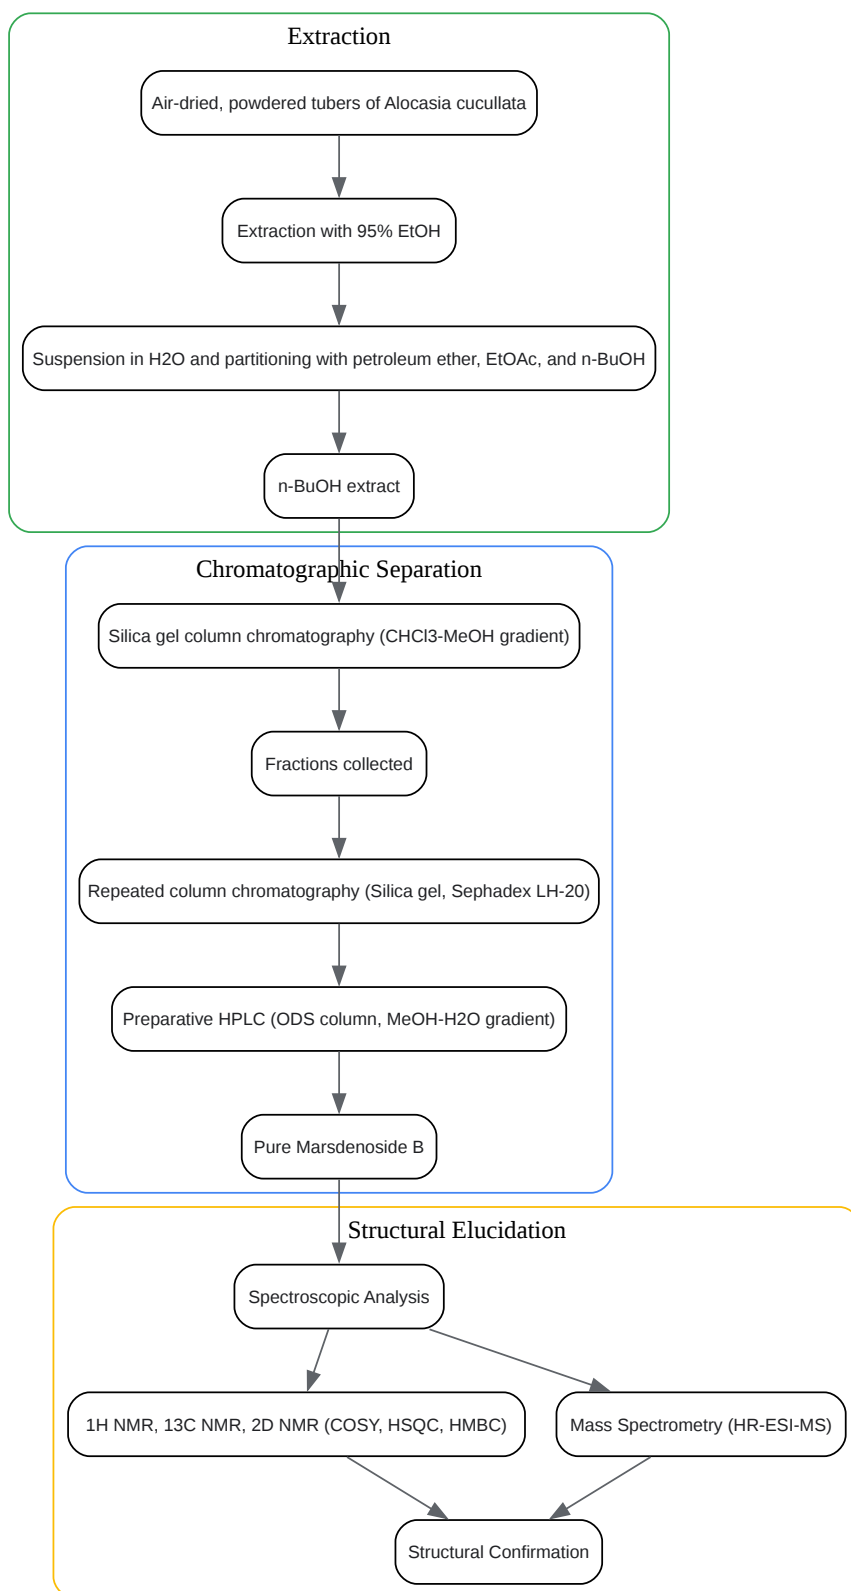 Extraction
Air-dried, powdered tubers of Alocasia cucullata
Extraction with 95% EtOH
Suspension in H2O and partitioning with petroleum ether, EtOAc, and n-BuOH
n-BuOH extract
Chromatographic Separation
Silica gel column chromatography (CHCl3-MeOH gradient)
Fractions collected
Repeated column chromatography (Silica gel, Sephadex LH-20)
Preparative HPLC (ODS column, MeOH-H2O gradient)
Pure Marsdenoside B
Structural Elucidation
Spectroscopic Analysis
1H NMR, 13C NMR, 2D NMR (COSY, HSQC, HMBC)
Mass Spectrometry (HR-ESI-MS)
Structural Confirmation